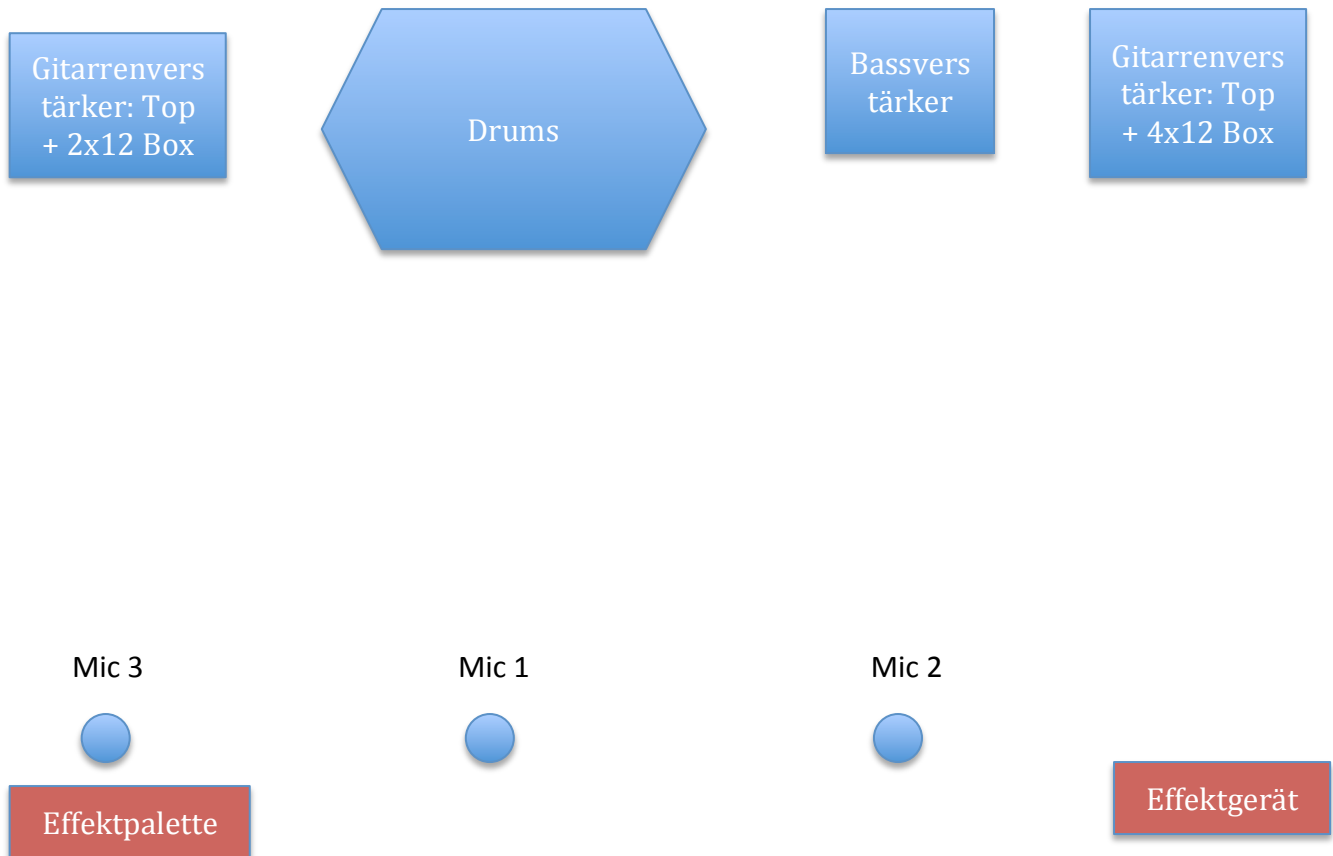 Gitarrenvers
tärker: Top
+ 2x12 Box
Drums
Bassvers
tärker
Gitarrenvers
tärker: Top
+ 4x12 Box
Mic 3
Mic 1
Mic 2
Effektpalette
Effektgerät